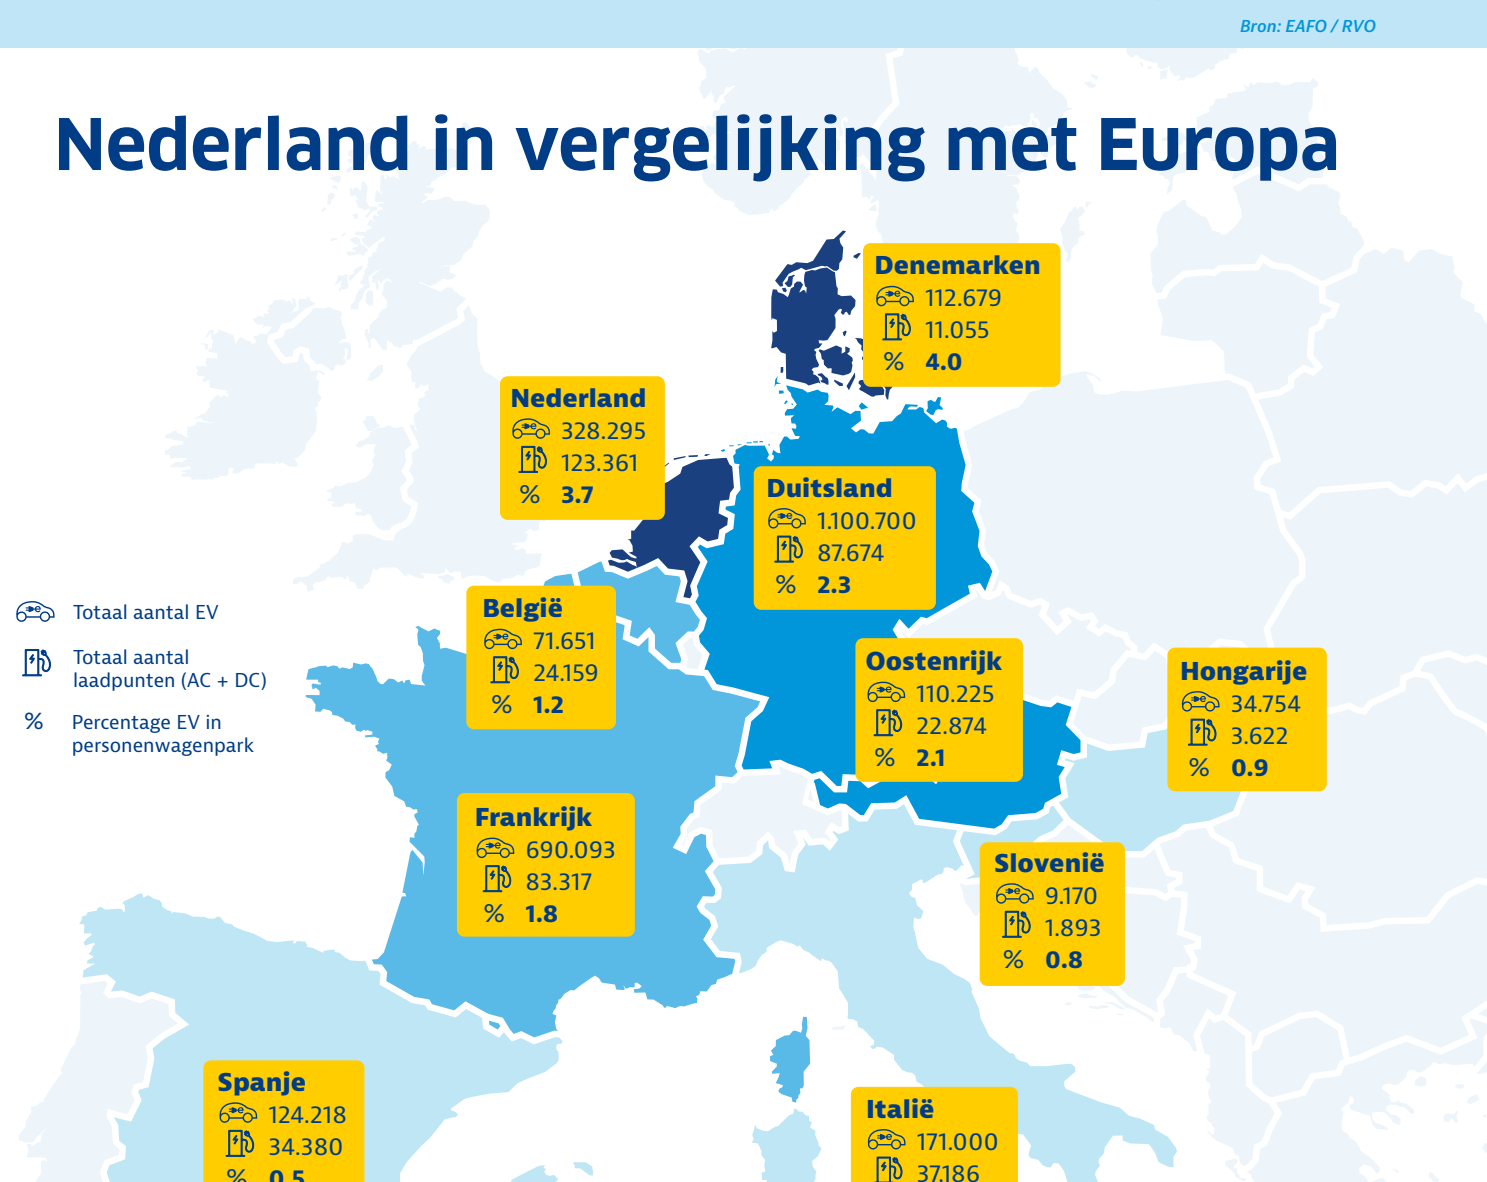 Bron: EAFO / RVO
Nederland in vergelijking met Europa
Denemarken
112.679
11.055
% 4.0
Nederland
328.295
123.361
% 3.7
Duitsland
1.100.700
87.674
% 2.3
België
71.651
24.159
% 1.2
Totaal aantal EV
Totaal aantal
laadpunten (AC + DC)
% Percentage EV in
personenwagenpark
Oostenrijk
110.225
22.874
% 2.1
Hongarije
34.754
3.622
% 0.9
Frankrijk
690.093
83.317
% 1.8
Slovenië
9.170
1.893
% 0.8
Spanje
124.218
34.380
% 0.5
Italië
171.000
37.186